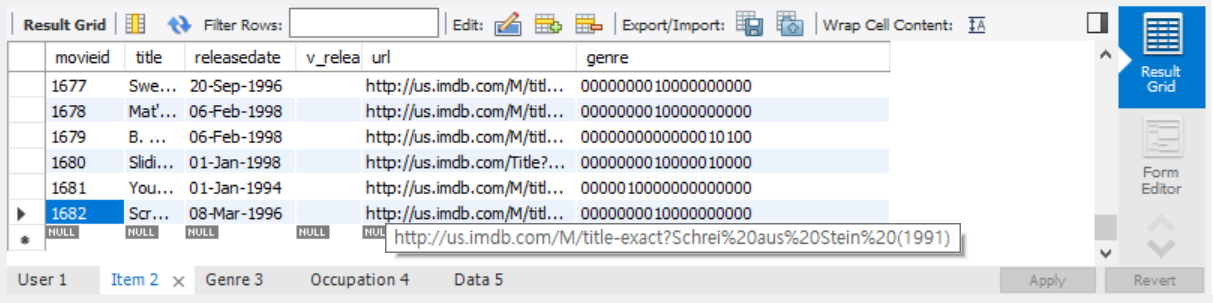 Result Grid Filter Rows: Edit: Export/Import: Wrap Cell Content: IA
movieid title releasedate v_relea url genre
1677 Swe... 20-Sep-1996 http://us.imdb.com/M/titl... 0000000010000000000
1678 Mat'... 06-Feb-1998 http://us.imdb.com/M/titl... 0000000010000000000
1679 B. ... 06-Feb-1998 http://us.imdb.com/M/titl... 0000000000000010100
1680 Slidi... 01-Jan-1998 http://us.imdb.com/Title?... 0000000010000010000
1681 You... 01-Jan-1994 http://us.imdb.com/M/titl... 0000010000000000000
1682 Scr... 08-Mar-1996 http://us.imdb.com/M/titl... 0000000010000000000
NULL NULL NULL NULL
http://us.imdb.com/M/title-exact?Schrei%20aus%20Stein%20(1991)
Result
Grid
Form
Editor
User 1 Item 2 Genre 3 Occupation 4 Data 5 Apply Revert